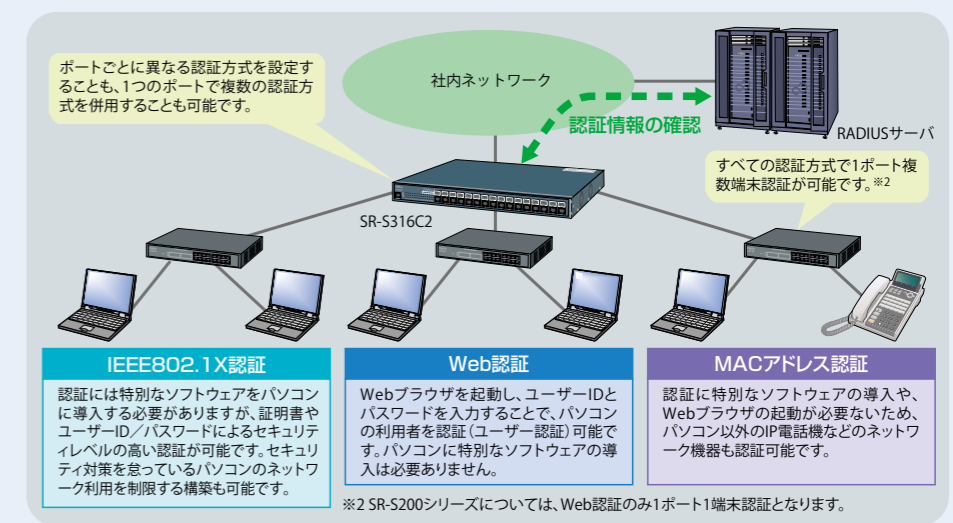 ポートごとに異なる認証方式を設定す
ることも、1つのポートで複数の認証方
式を併用することも可能です。
社内ネットワーク
認証情報の確認
RADIUSサーバ
すべての認証方式で1ポート複
数端末認証が可能です。※2
SR-S316C2
IEEE802.1X認証
認証には特別なソフトウェアをパソコン
に導入する必要がありますが、証明書や
ユーザーID／パスワードによるセキュリ
ティレベルの高い認証が可能です。セキュリ
ティ対策を怠っているパソコンのネットワ
ーク利用を制限する構築も可能です。
Web認証
Webブラウザを起動し、ユーザーIDと
パスワードを入力することで、パソコン
の利用者を認証（ユーザー認証）可能で
す。パソコンに特別なソフトウェアの導
入は必要ありません。
MACアドレス認証
認証に特別なソフトウェアの導入や、
Webブラウザの起動が必要ないため、
パソコン以外のIP電話機などのネットワ
ーク機器も認証可能です。
※2 SR-S200シリーズについては、Web認証のみ1ポート1端末認証となります。